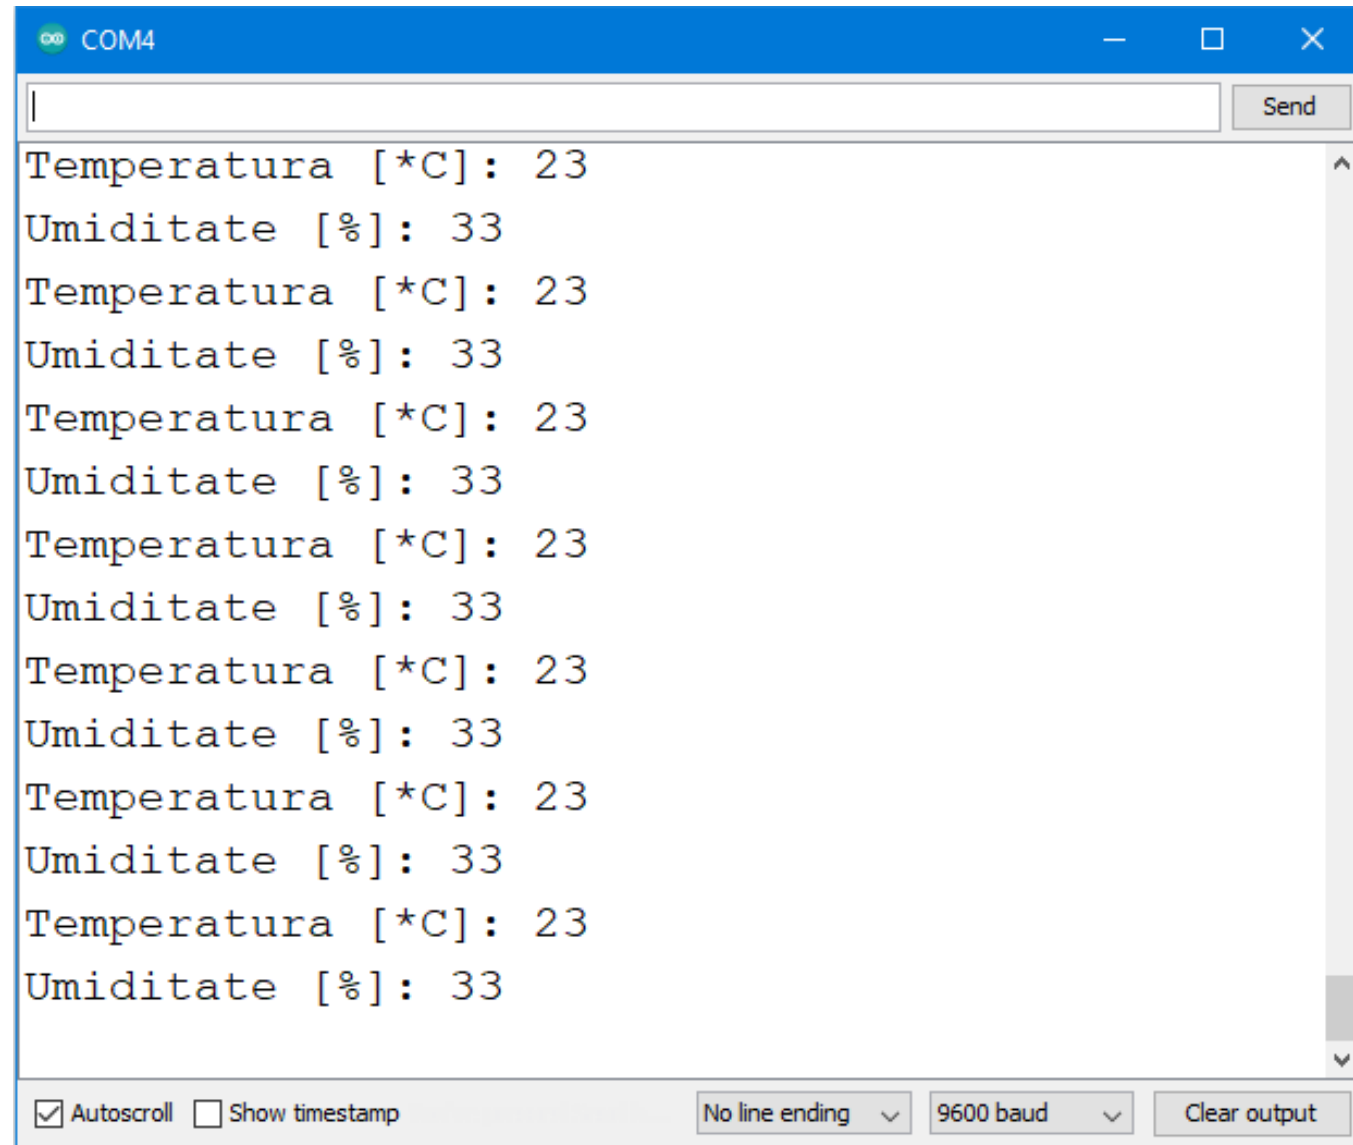 COM4
Send
Temperatura [*C]: 23
Umiditate [%]: 33
Temperatura [*C]: 23
Umiditate [%]: 33
Temperatura [*C]: 23
Umiditate [%]: 33
Temperatura [*C]: 23
Umiditate [%]: 33
Temperatura [*C]: 23
Umiditate [%]: 33
Temperatura [*C]: 23
Umiditate [%]: 33
Temperatura [*C]: 23
Umiditate [%]: 33
Autoscroll Show timestamp No line ending 9600 baud Clear output